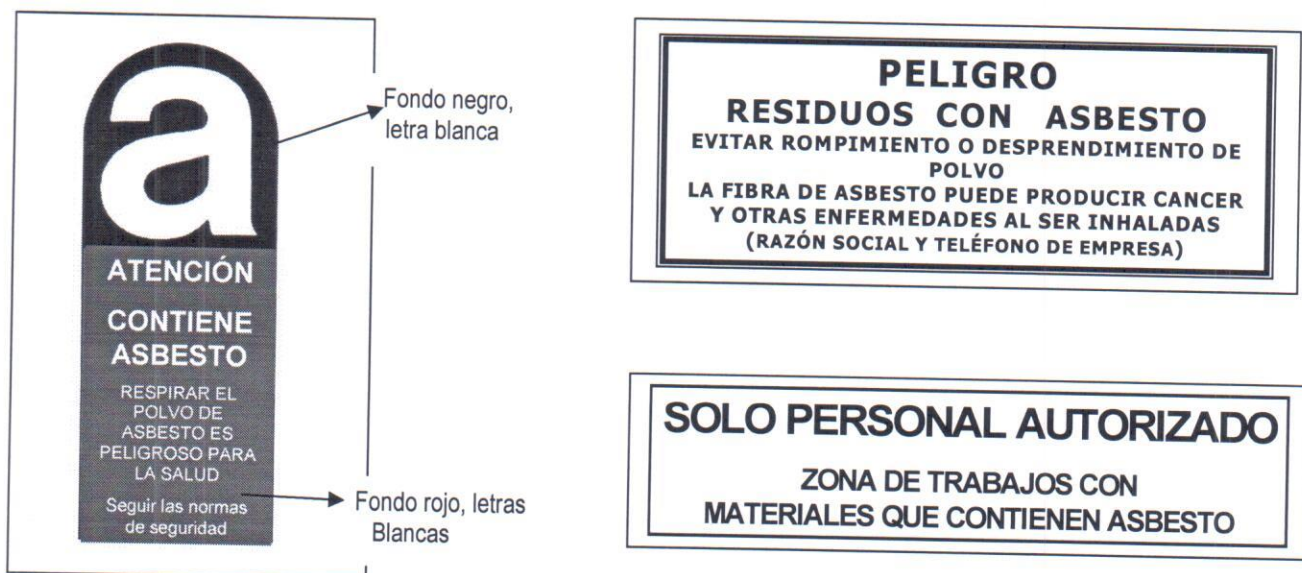 a
ATENCIÓN
CONTIENE
ASBESTO
RESPIRAR EL
POLVO DE
ASBESTO ES
PELIGROSO PARA
LA SALUD
Seguir las normas
de seguridad
Fondo negro,
letra blanca
Fondo rojo, letras
Blancas
PELIGRO
RESIDUOS CON ASBESTO
EVITAR ROMPIMIENTO O DESPRENDIMIENTO DE
POLVO
LA FIBRA DE ASBESTO PUEDE PRODUCIR CANCER
Y OTRAS ENFERMEDADES AL SER INHALADAS
(RAZÓN SOCIAL Y TELÉFONO DE EMPRESA)
SOLO PERSONAL AUTORIZADO
ZONA DE TRABAJOS CON
MATERIALES QUE CONTIENEN ASBESTO